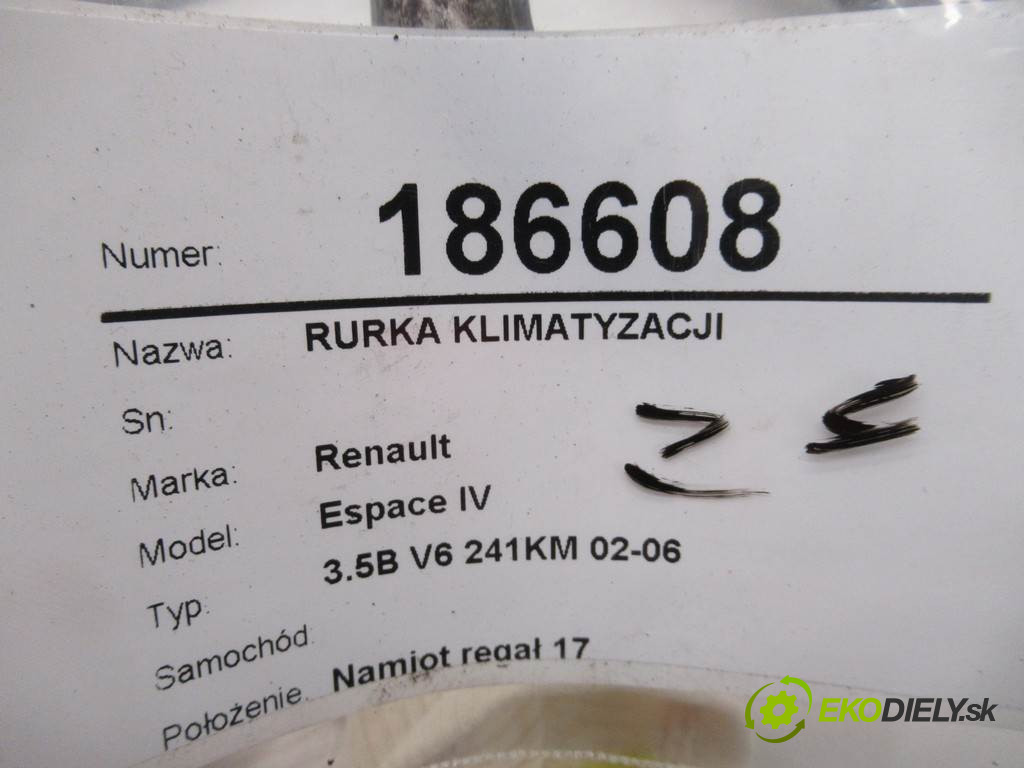 Numer: 186608
Nazwa: RURKA KLIMATYZACJI
Sn:
Marka: Renault
Model: Espace IV
Typ: 3.5B V6 241KM 02-06
Samochód:
Położenie. Namiot regał 17
EKODIELY.sk